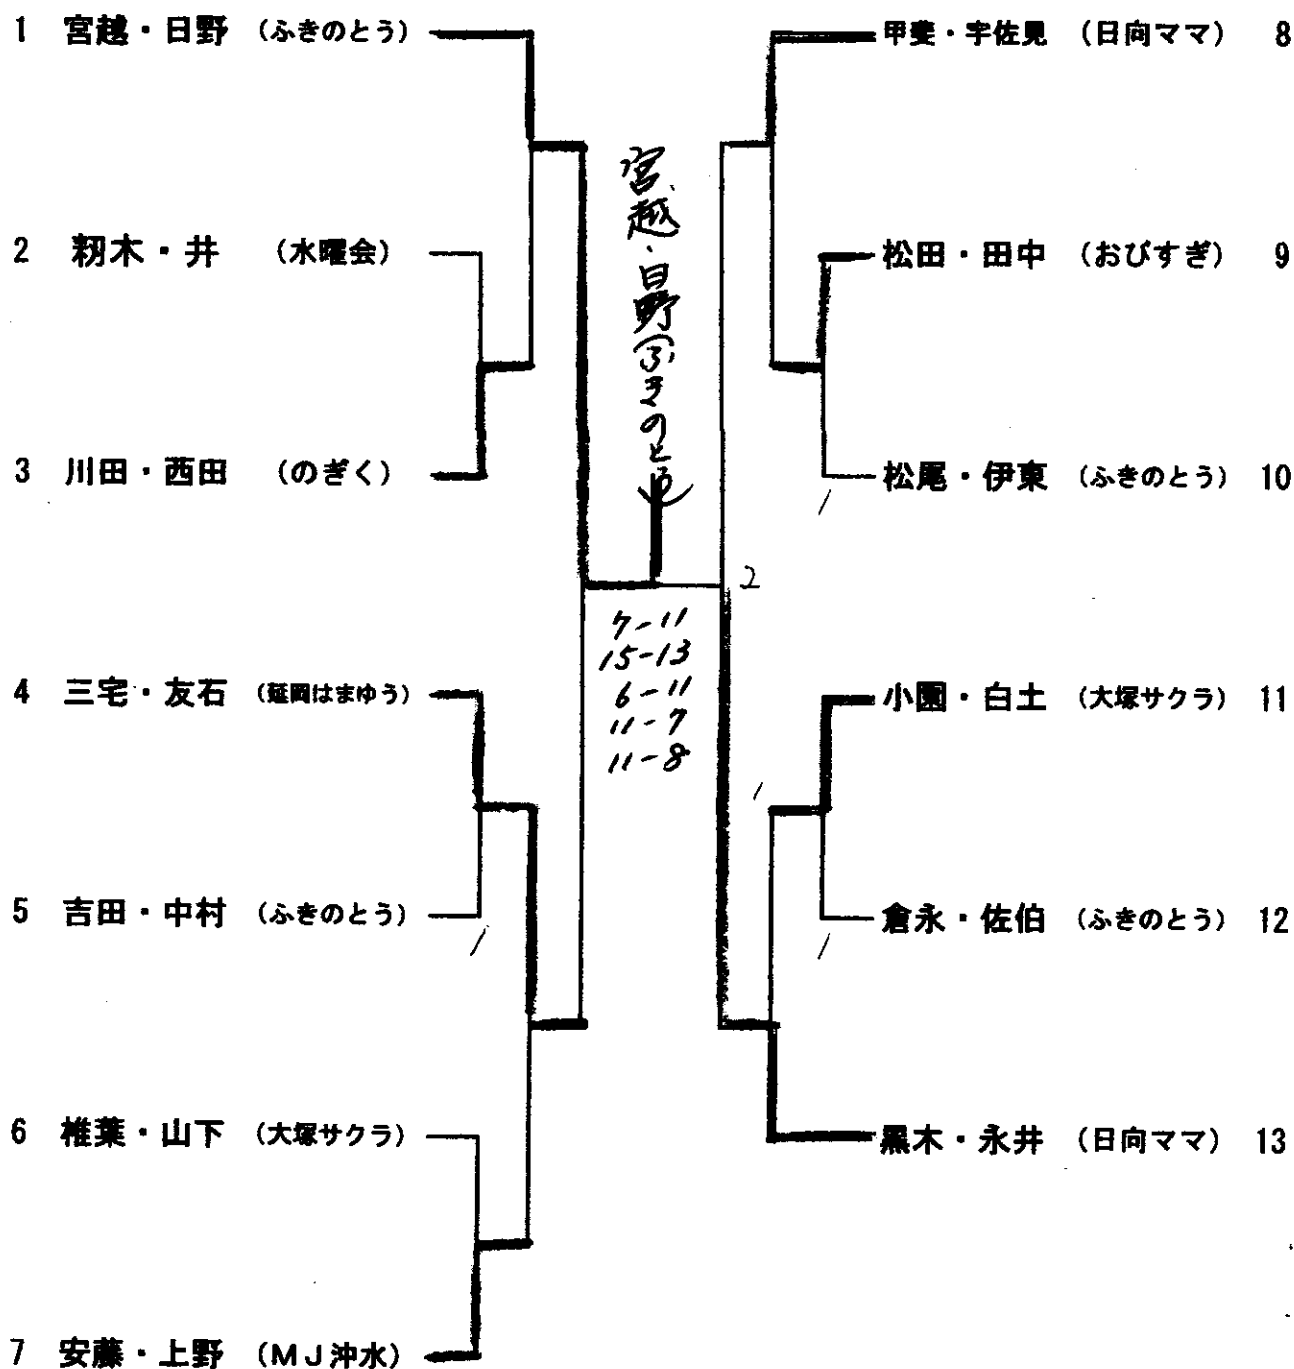 1 宮越・日野 (ふきのとう)
2 籾木・井 (水曜会)
3 川田・西田 (のぎく)
4 三宅・友石 (延岡はまゆう)
5 吉田・中村 (ふきのとう)
1
6 椎葉・山下 (大塚サクラ)
7 安藤・上野 (MJ沖水)
宮越・日野(ふきのとう)
7-11
15-13
6-11
11-7
11-8
甲斐・宇佐見 (日向ママ) 8
松田・田中 (おびすぎ) 9
松尾・伊東 (ふきのとう) 10
1
2
小園・白土 (大塚サクラ) 11
1
倉永・佐伯 (ふきのとう) 12
1
黒木・永井 (日向ママ) 13